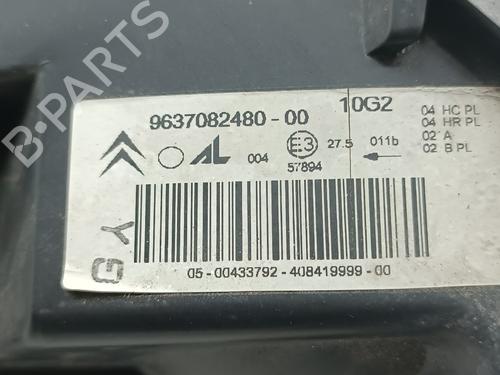 9637082480-00 10G2
04 HC PL
04 HR PL
02 A
02 B PL
AL 004 E3 27.5 011b
57894
05-00433792-408419999-00
Y G
B-PARTS